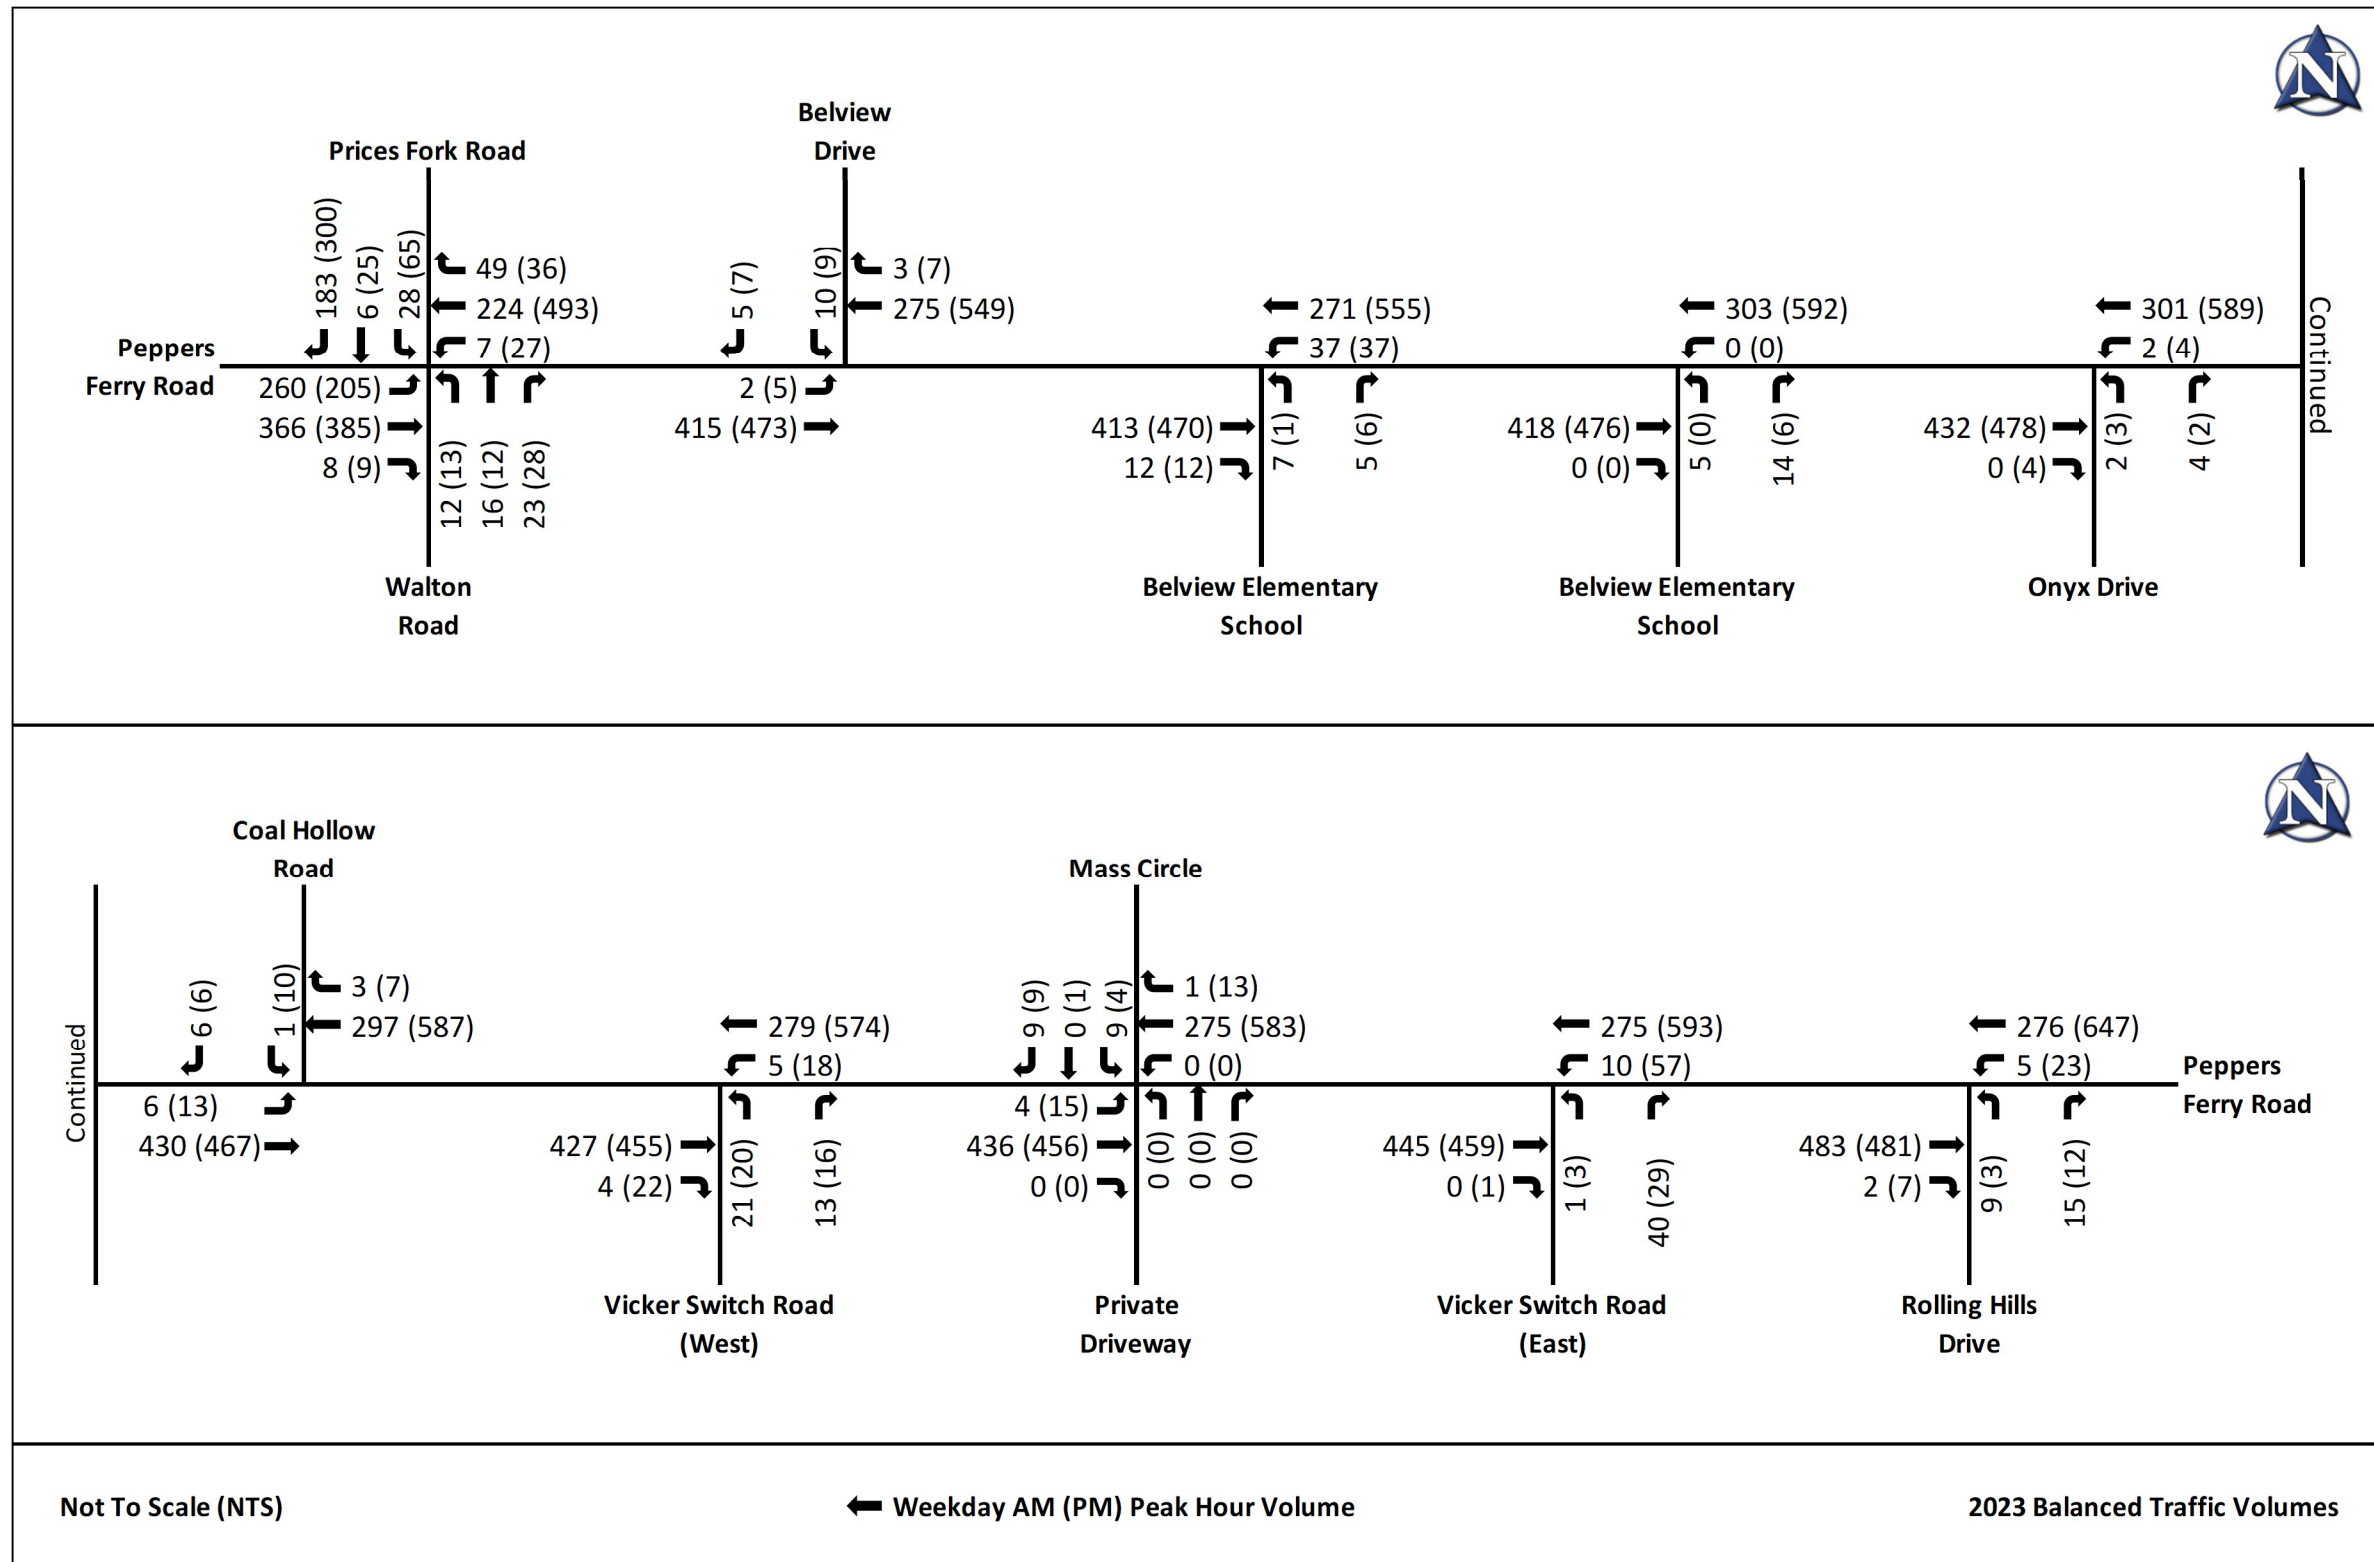 N
Belview
Drive
Prices Fork Road
183 (300)
6 (25)
28 (65)
49 (36)
224 (493)
7 (27)
5 (7)
10 (9)
3 (7)
275 (549)
271 (555)
37 (37)
303 (592)
0 (0)
301 (589)
2 (4)
Continued
Peppers
Ferry Road
260 (205)
366 (385)
8 (9)
12 (13)
16 (12)
23 (28)
2 (5)
415 (473)
413 (470)
12 (12)
7 (1)
5 (6)
418 (476)
0 (0)
5 (0)
14 (6)
432 (478)
0 (4)
2 (3)
4 (2)
Walton
Road
Belview Elementary
School
Belview Elementary
School
Onyx Drive
N
Coal Hollow
Road
Mass Circle
Continued
6 (6)
1 (10)
3 (7)
297 (587)
279 (574)
5 (18)
9 (9)
0 (1)
9 (4)
1 (13)
275 (583)
0 (0)
275 (593)
10 (57)
276 (647)
5 (23)
Peppers
Ferry Road
6 (13)
430 (467)
427 (455)
4 (22)
21 (20)
13 (16)
4 (15)
436 (456)
0 (0)
0 (0)
0 (0)
0 (0)
445 (459)
0 (1)
1 (3)
40 (29)
483 (481)
2 (7)
9 (3)
15 (12)
Vicker Switch Road
(West)
Private
Driveway
Vicker Switch Road
(East)
Rolling Hills
Drive
Not To Scale (NTS)
Weekday AM (PM) Peak Hour Volume
2023 Balanced Traffic Volumes